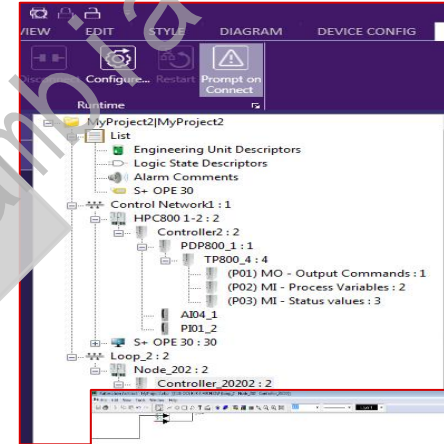 VIEW EDIT STYLE DIAGRAM DEVICE CONFIG
Disconnect Configure... Restart Prompt on Connect
Runtime
MyProject2|MyProject2
List
Engineering Unit Descriptors
Logic State Descriptors
Alarm Comments
S+ OPE 30
Control Network1 : 1
HPC800 1-2 : 2
Controller2 : 2
PDP800_1 : 1
TP800_4 : 4
(P01) MO - Output Commands : 1
(P02) MI - Process Variables : 2
(P03) MI - Status values : 3
AI04_1
PI01_2
S+ OPE 30 : 30
Loop_2 : 2
Node_202 : 2
Controller_20202 : 2